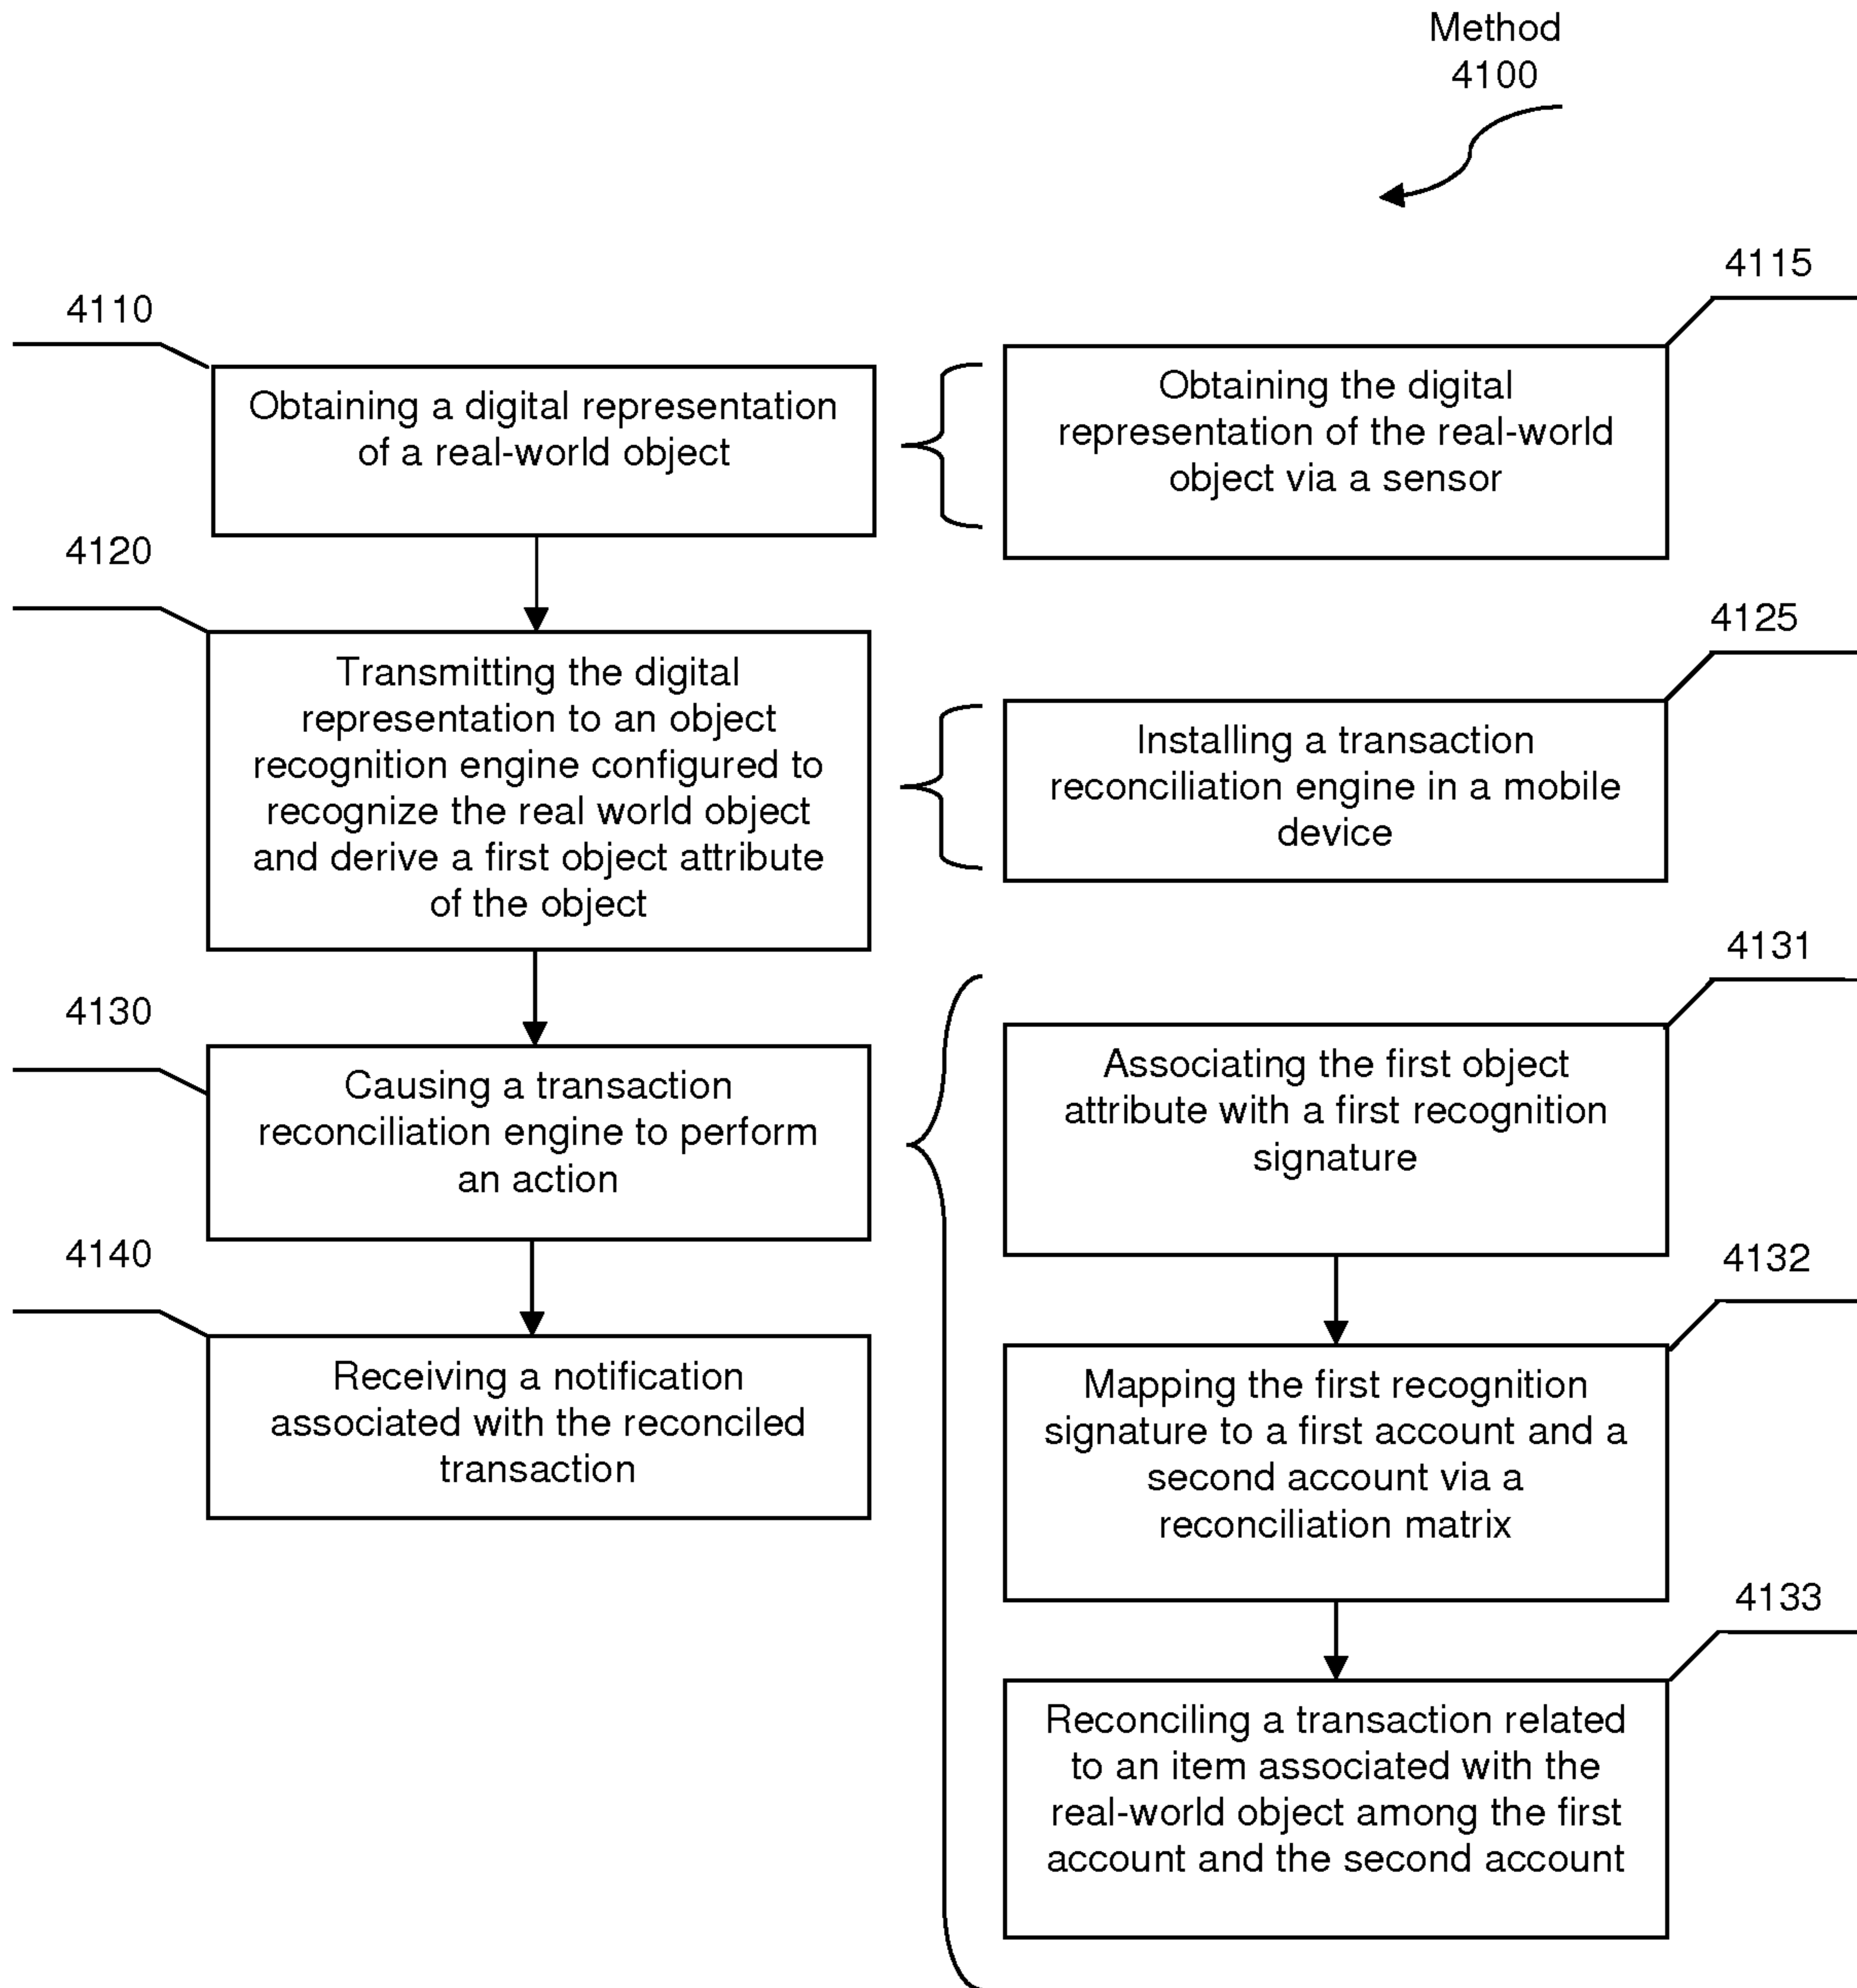 Method
4100
4110
Obtaining a digital representation
of a real-world object
4115
Obtaining the digital
representation of the real-world
object via a sensor
4120
Transmitting the digital
representation to an object
recognition engine configured to
recognize the real world object
and derive a first object attribute
of the object
4125
Installing a transaction
reconciliation engine in a mobile
device
4130
Causing a transaction
reconciliation engine to perform
an action
4131
Associating the first object
attribute with a first recognition
signature
4132
Mapping the first recognition
signature to a first account and a
second account via a
reconciliation matrix
4133
Reconciling a transaction related
to an item associated with the
real-world object among the first
account and the second account
4140
Receiving a notification
associated with the reconciled
transaction